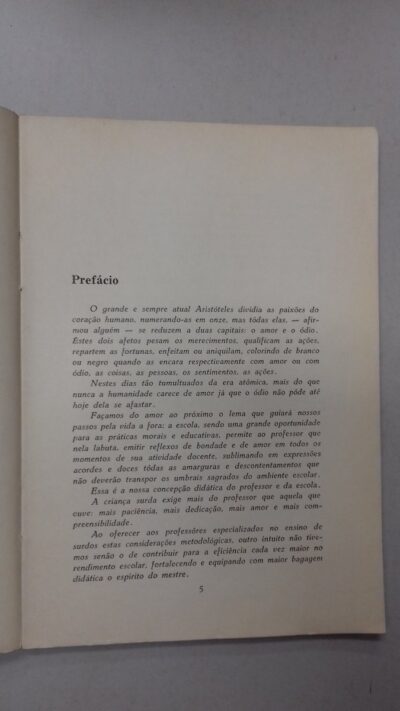 Prefácio
O grande e sempre atual Aristóteles dividia as paixões do
coração humano, numerando-as em onze, mas tôdas elas, — afir-
mou alguém — se reduzem a duas capitais: o amor e o ódio.
Estes dois afetos pesam os merecimentos, qualificam as ações,
repartem as fortunas, enfeitam ou aniquilam, colorindo de branco
ou negro quando as encara respectivamente com amor ou com
ódio, as coisas, as pessoas, os sentimentos, as ações.
Nestes dias tão tumultuados da era atômica, mais do que
nunca a humanidade carece de amor já que o ódio não pôde até
hoje dela se afastar.
Façamos do amor ao próximo o lema que guiará nossos
passos pela vida a fora: a escola, sendo uma grande oportunidade
para as práticas morais e educativas, permite ao professor que
nela labuta, emitir reflexos de bondade e de amor em todos os
momentos de sua atividade docente, sublimando em expressões
acordes e doces tôdas as amarguras e descontentamentos que
não deverão transpor os umbrais sagrados do ambiente escolar.
Essa é a nossa concepção didática do professor e da escola.
A criança surda exige mais do professor que aquela que
ouve: mais paciência, mais dedicação, mais amor e mais com-
preensibilidade.
Ao oferecer aos professôres especializados no ensino de
surdos estas considerações metodológicas, outro intuito não tive-
mos senão o de contribuir para a eficiência cada vez maior no
rendimento escolar, fortalecendo e equipando com maior bagagem
didática o espírito do mestre.
5